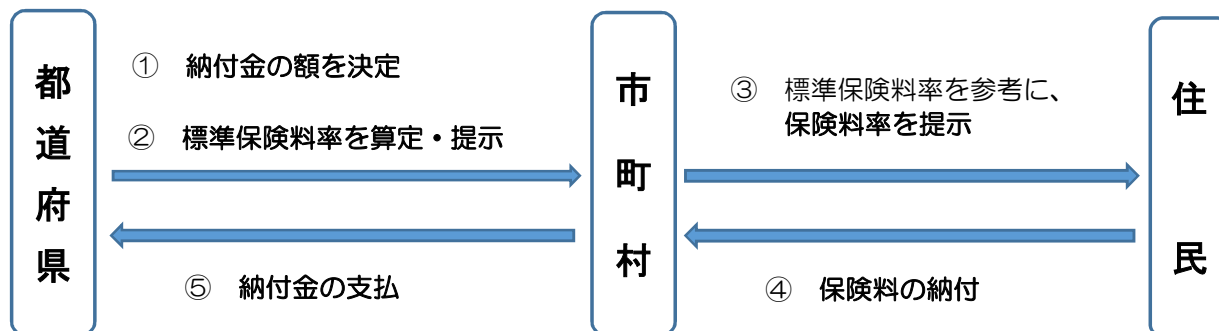 都道府県
① 納付金の額を決定
② 標準保険料率を算定・提示
⑤ 納付金の支払
市町村
③ 標準保険料率を参考に、
保険料率を提示
④ 保険料の納付
住民